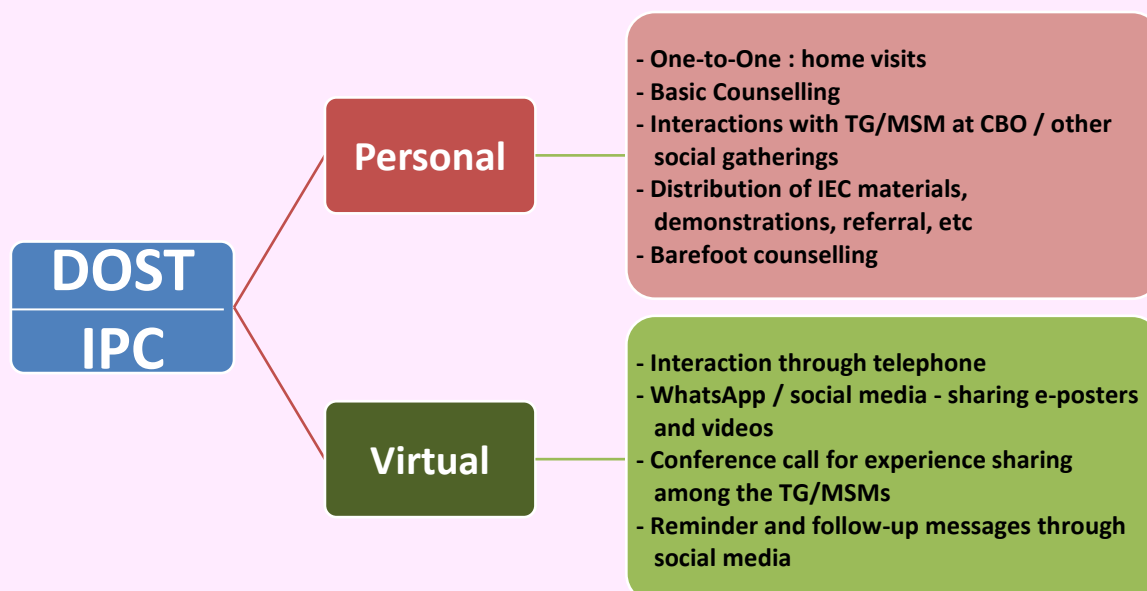 DOST
IPC
Personal
- One-to-One : home visits
- Basic Counselling
- Interactions with TG/MSM at CBO / other
social gatherings
- Distribution of IEC materials,
demonstrations, referral, etc
- Barefoot counselling
Virtual
- Interaction through telephone
- WhatsApp / social media - sharing e-posters
and videos
- Conference call for experience sharing
among the TG/MSMs
- Reminder and follow-up messages through
social media